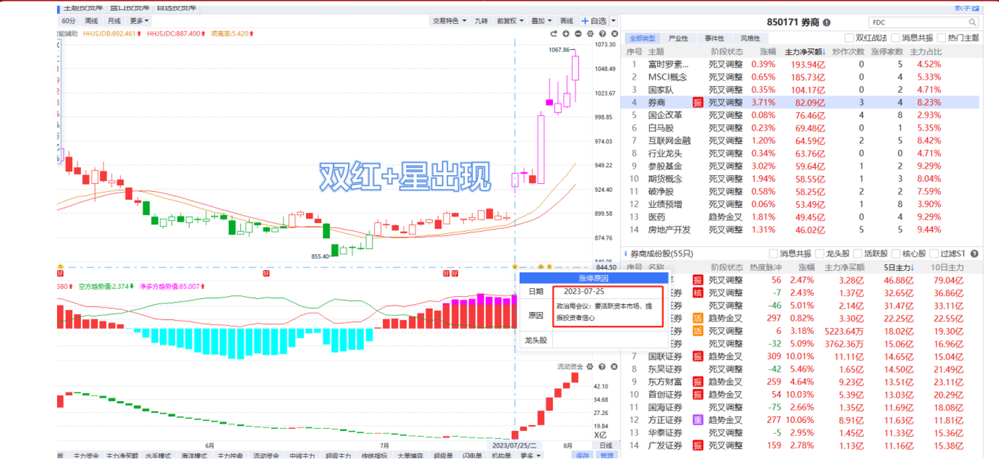 主题投资库 盘口投资库 自选投资库
60分 周线 月线 更多
交易特色 九转 前复权 叠加 画线 自选
850171 券商
FDC
智能辅助 HHJSJDB:892.461 HHJSJDC:887.400 乖离率:5.420
全部类型 产业性 事件性 风格性 双红战法 消息共振 热门主题
序号 主题 阶段状态 涨幅 主力净买额↓ 炒作次数 涨停家数 主力占比
1 富时罗素... 死叉调整 0.39% 193.94亿 0 5 4.52%
2 MSCI概念 死叉调整 0.65% 185.73亿 0 4 5.33%
3 国家队 死叉调整 0.35% 104.17亿 0 2 4.71%
4 券商 振 死叉调整 3.71% 82.09亿 3 4 8.23%
5 国企改革 死叉调整 0.08% 76.46亿 4 8 2.93%
6 白马股 死叉调整 0.23% 69.48亿 0 1 5.35%
7 互联网金融 死叉调整 1.20% 64.59亿 2 5 8.42%
8 行业龙头 死叉调整 0.34% 63.76亿 0 0 4.71%
9 参股基金 死叉调整 3.02% 59.64亿 1 2 9.29%
10 期货概念 死叉调整 1.94% 58.55亿 1 3 8.04%
11 破净股 死叉调整 0.58% 58.25亿 2 2 7.59%
12 业绩预增 死叉调整 0.06% 53.49亿 1 8 3.90%
13 医药 趋势金叉 1.81% 49.45亿 0 4 9.29%
14 房地产开发 死叉调整 1.31% 46.02亿 5 5 9.44%
1073.30
1067.86
1048.49
1023.67
998.85
974.03
949.22
924.40
899.58
874.76
844.50
双红+星出现
855.40
好 好 好 好
券商成份股(55只) 消息共振 龙头股 活跃股 核心股 过滤ST
序号 名称 阶段状态 热度脉冲 涨幅 主力净买额 5日主力↓ 10日主力
振 死叉调整 56 2.47% 3.28亿 46.88亿 79.04亿
证券 核 死叉调整 -7 2.43% 1.37亿 32.65亿 36.86亿
证券 死叉调整 -46 5.01% 2.14亿 31.47亿 33.11亿
证券 活 趋势金叉 297 0.82% 3.30亿 22.25亿 22.55亿
证券 活 死叉调整 6 3.18% 5223.64万 18.02亿 19.30亿
证券 死叉调整 -32 5.09% 3762.36万 15.06亿 16.96亿
7 国联证券 振 趋势金叉 309 10.01% 11.11亿 14.65亿 15.04亿
8 东吴证券 死叉调整 -42 5.46% 1.65亿 14.50亿 21.49亿
9 东方财富 振 趋势金叉 259 4.64% 9.23亿 13.51亿 23.11亿
10 首创证券 振 趋势金叉 54 10.03% 5.39亿 13.03亿 20.29亿
11 国海证券 死叉调整 -75 2.66% 1.35亿 11.69亿 18.08亿
12 方正证券 重 趋势金叉 277 10.06% 8.91亿 11.63亿 11.81亿
13 华泰证券 死叉调整 -5 2.95% 1.45亿 11.33亿 15.36亿
14 广发证券 振 死叉调整 159 2.78% 1.13亿 11.16亿 15.38亿
380 空方趋势值:2.374 净多方趋势值:85.007
涨停原因
日期 2023-07-25
原因 政治局会议：要活跃资本市场，提
振投资者信心
龙头股
流动资金
42.10
34.68
27.26
19.84
X亿
6月 7月 2023/07/25/二 8月 日线
主力资金 主力净买额 水手模式 海洋模式 主力控盘 流动资金 中线主力 超级主力 传统指标 大单博弈 超级单 闪电单 机构单 更多 保存 管理